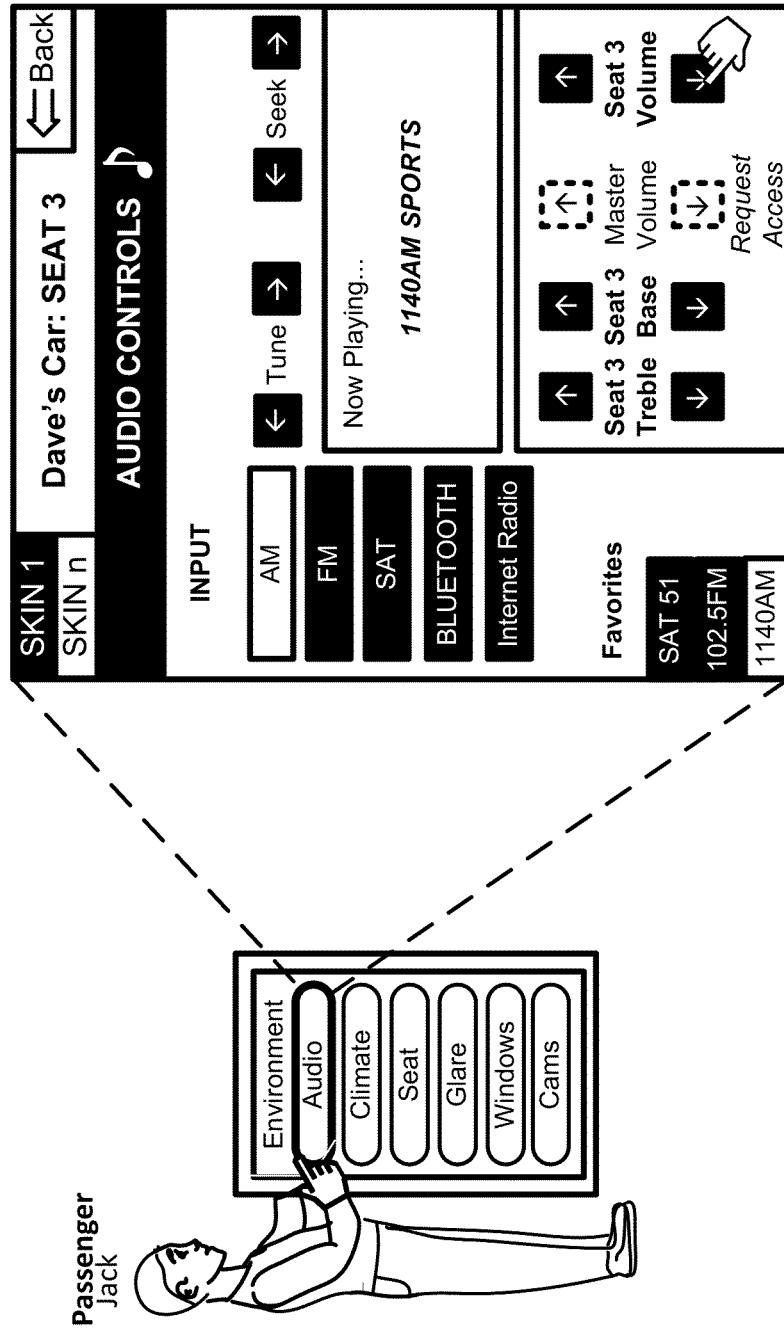 Passenger
Jack
Environment
Audio
Climate
Seat
Glare
Windows
Cams
SKIN 1
SKIN n
Dave's Car: SEAT 3
Back
AUDIO CONTROLS
INPUT
AM
FM
SAT
BLUETOOTH
Internet Radio
Tune
Seek
Now Playing...
1140AM SPORTS
Favorites
SAT 51
102.5FM
1140AM
Seat 3
Treble
Seat 3
Base
Master
Volume
Request
Access
Seat 3
Volume